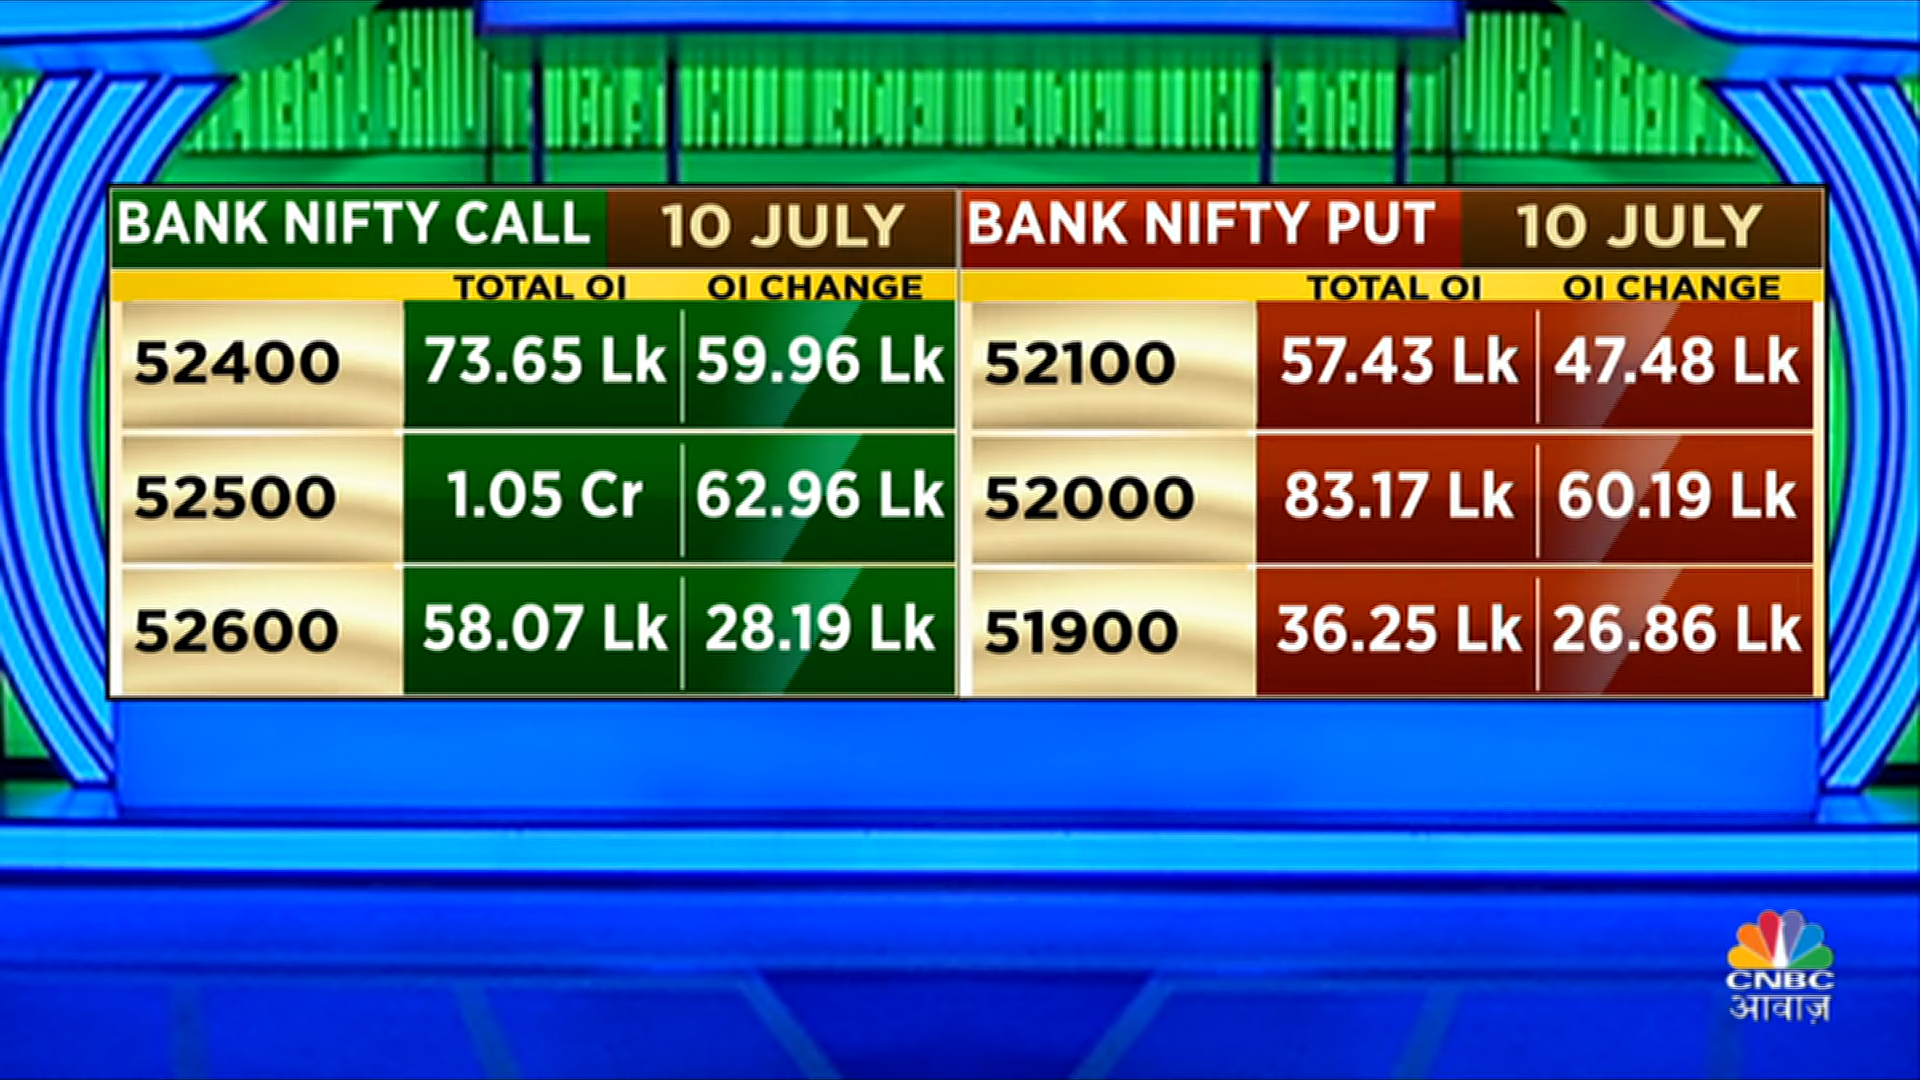 BANK NIFTY CALL 10 JULY BANK NIFTY PUT 10 JULY
TOTAL OI OI CHANGE TOTAL OI OI CHANGE
52400 73.65 Lk 59.96 Lk 52100 57.43 Lk 47.48 Lk
52500 1.05 Cr 62.96 Lk 52000 83.17 Lk 60.19 Lk
52600 58.07 Lk 28.19 Lk 51900 36.25 Lk 26.86 Lk
CNBC
आवाज़